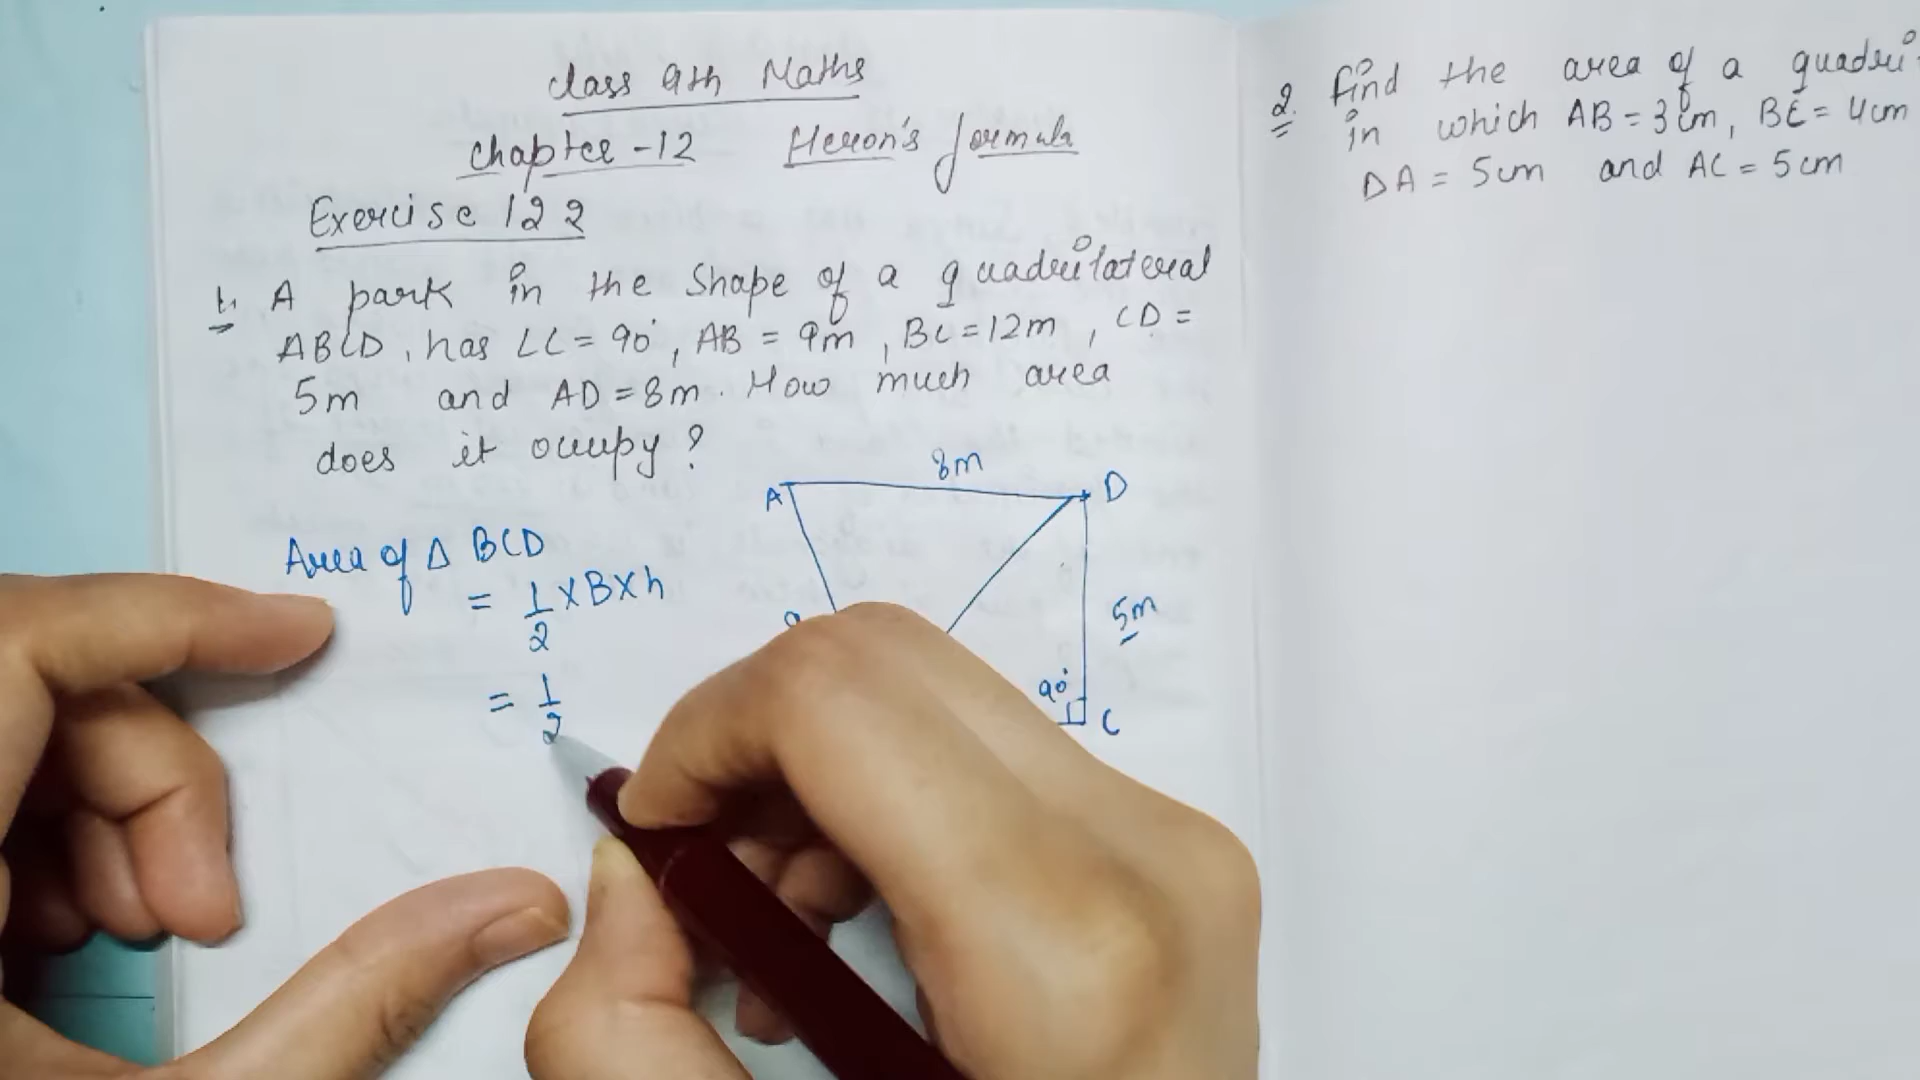 Class 9th Maths
Chapter-12 Heron's formula
Exercise 12 2
1. A park in the Shape of a quadrilateral
ABCD, has ∠C = 90°, AB = 9m, BC = 12m, CD =
5m and AD = 8m. How much area
does it occupy?
8m
A D
Area of Δ BCD
= 1/2 × B × h
5m
= 1/2
90°
C
2. find the area of a quadri
in which AB = 3cm, BC = 4cm
DA = 5cm and AC = 5cm